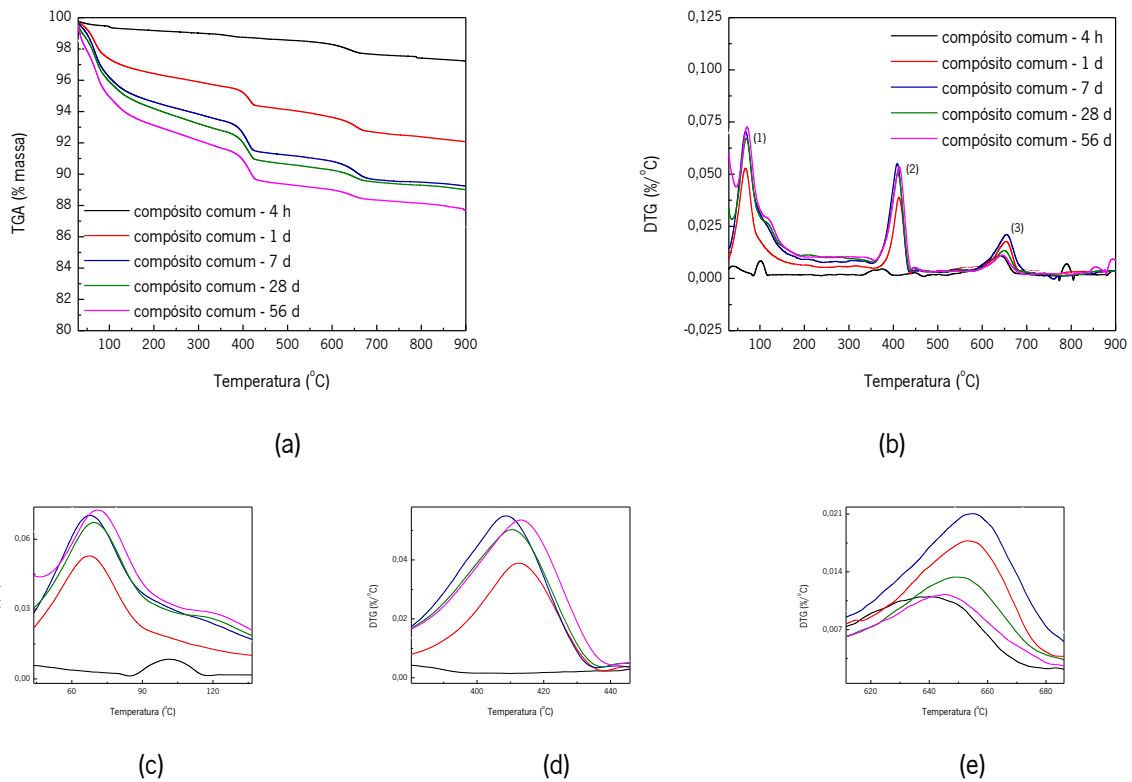 100
98
96
94
92
90
88
86
84
82
80
TGA (% massa)
compósito comum - 4 h
compósito comum - 1 d
compósito comum - 7 d
compósito comum - 28 d
compósito comum - 56 d
100 200 300 400 500 600 700 800 900
Temperatura (°C)
(a)
0,125
0,100
0,075
0,050
0,025
0,000
-0,025
DTG (%/°C)
compósito comum - 4 h
compósito comum - 1 d
compósito comum - 7 d
compósito comum - 28 d
compósito comum - 56 d
(1)
(2)
(3)
100 200 300 400 500 600 700 800 900
Temperatura (°C)
(b)
0,06
0,03
0,00
60 90 120
Temperatura (°C)
(c)
0,06
0,04
0,02
0,00
DTG (%/°C)
400 420 440
Temperatura (°C)
(d)
0,021
0,014
0,007
DTG (%/°C)
620 640 660 680
Temperatura (°C)
(e)